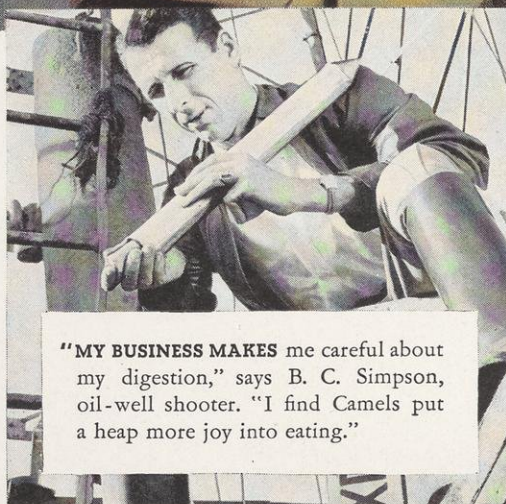 "MY BUSINESS MAKES me careful about
my digestion," says B. C. Simpson,
oil-well shooter. "I find Camels put
a heap more joy into eating."